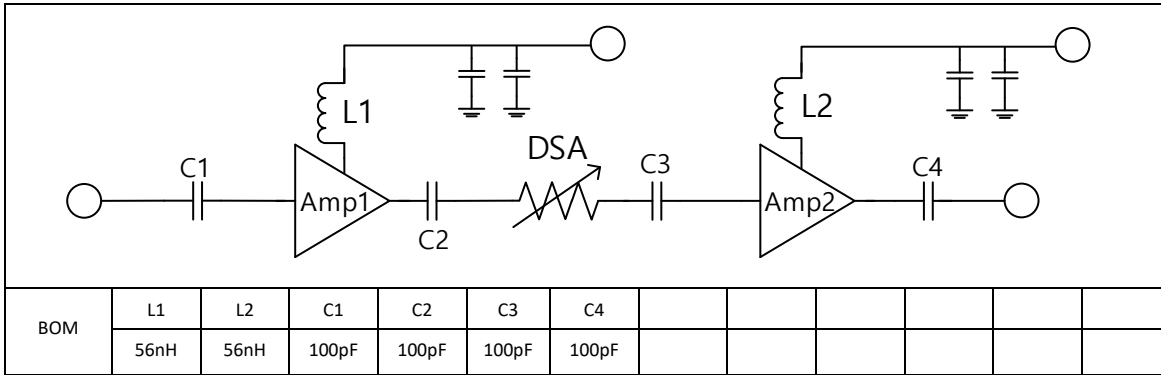 L1
L2
DSA
C1
C3
C4
Amp1
Amp2
C2
BOM L1 L2 C1 C2 C3 C4
56nH 56nH 100pF 100pF 100pF 100pF